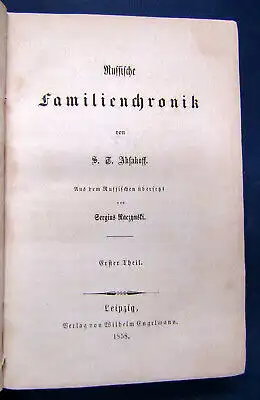 Russische
Familienchronik
von
S. T. Aksakoff.
Aus dem Russischen übersetzt
von
Sergius Raczynski.
Erster Theil.
Leipzig,
Verlag von Wilhelm Engelmann.
1858.